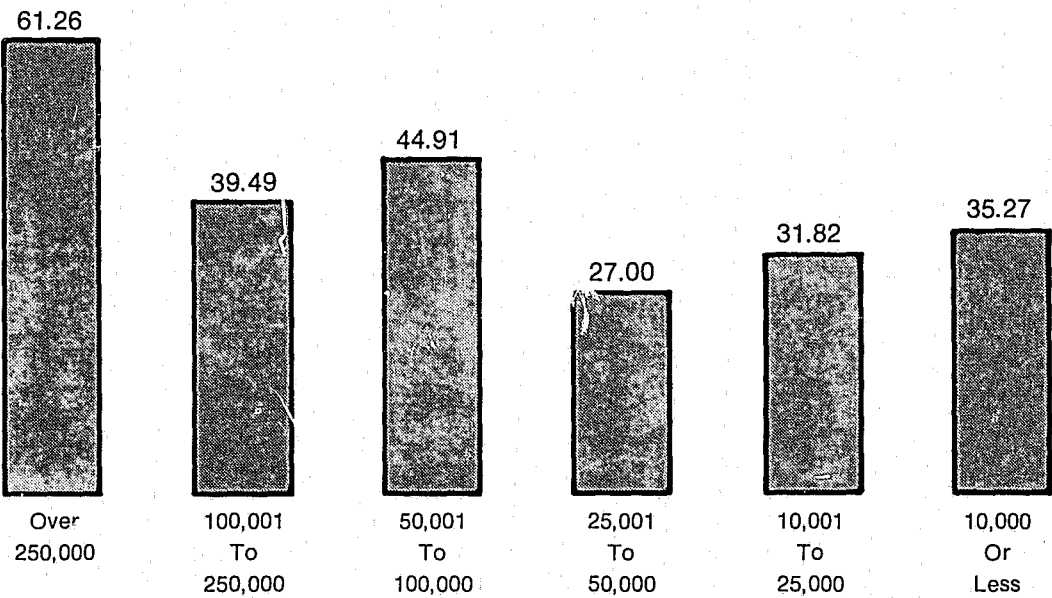 61.26
44.91
39.49
35.27
31.82
27.00
Over
250,000
100,001
To
250,000
50,001
To
100,000
25,001
To
50,000
10,001
To
25,000
10,000
Or
Less